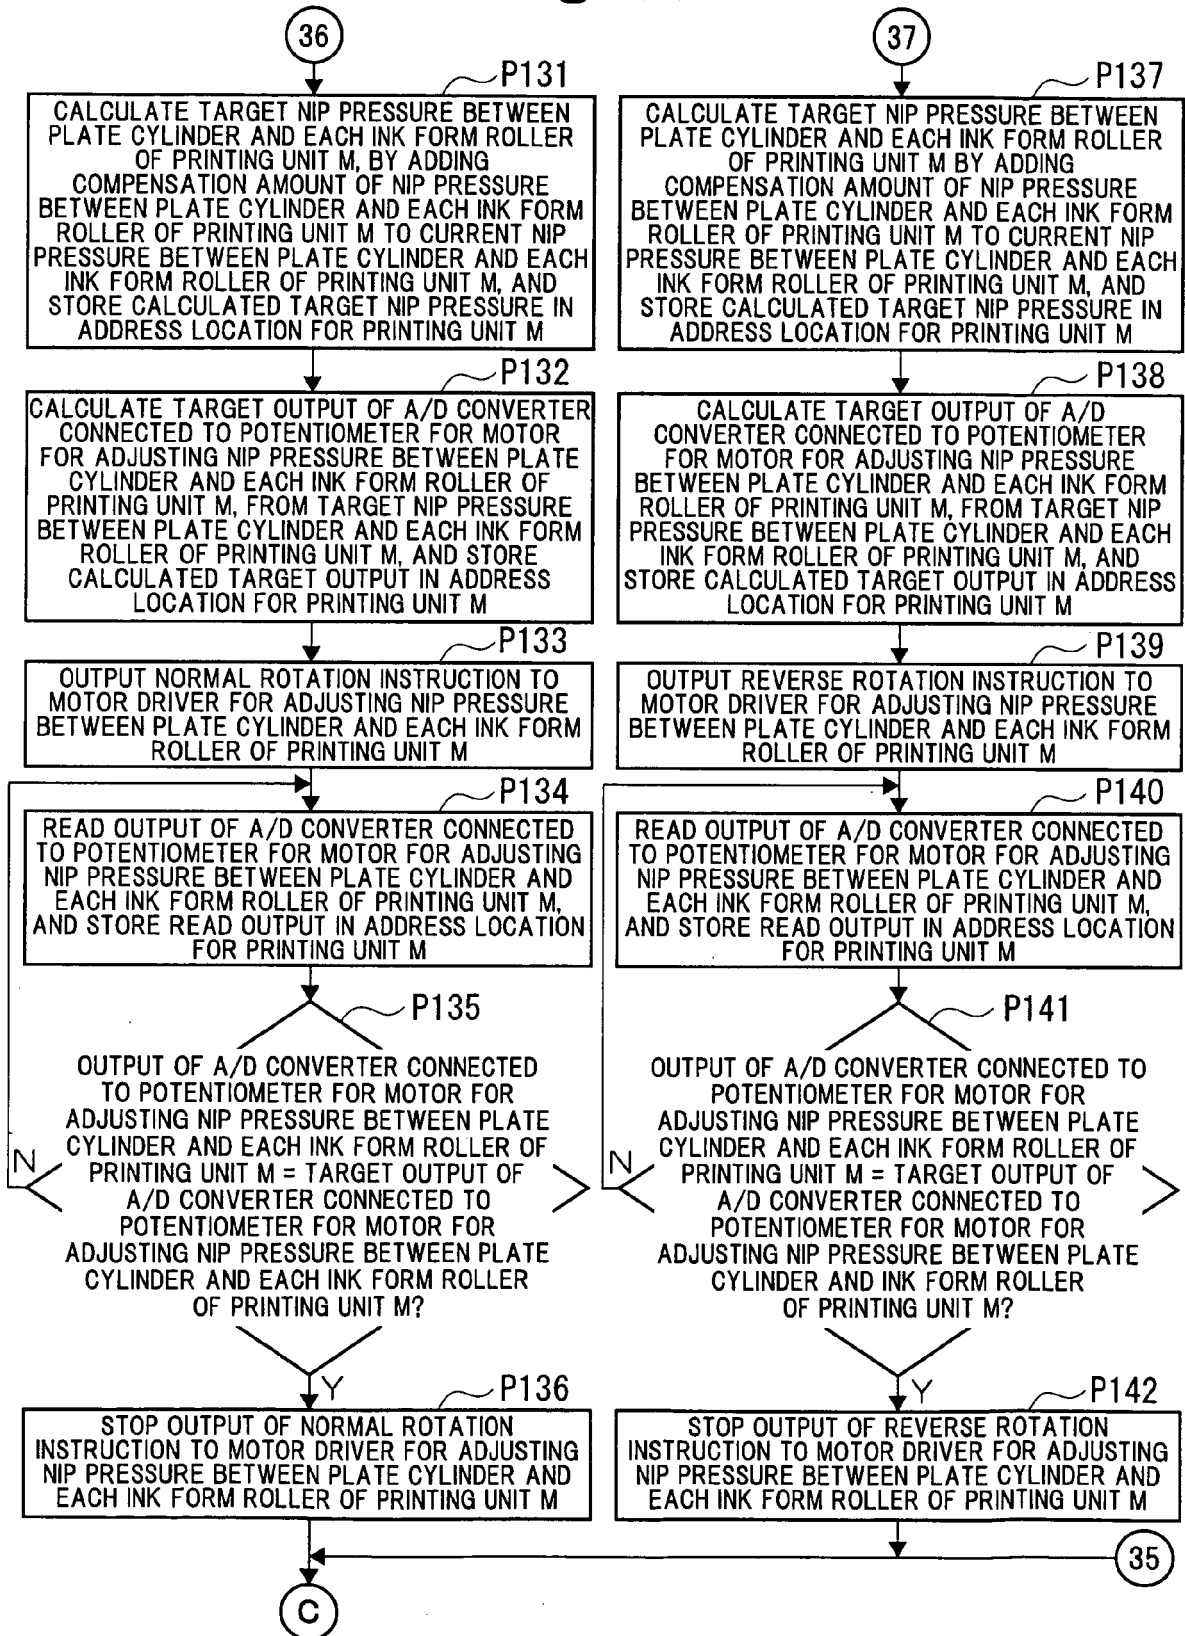 36
P131
CALCULATE TARGET NIP PRESSURE BETWEEN
PLATE CYLINDER AND EACH INK FORM ROLLER
OF PRINTING UNIT M, BY ADDING
COMPENSATION AMOUNT OF NIP PRESSURE
BETWEEN PLATE CYLINDER AND EACH INK FORM
ROLLER OF PRINTING UNIT M TO CURRENT NIP
PRESSURE BETWEEN PLATE CYLINDER AND EACH
INK FORM ROLLER OF PRINTING UNIT M, AND
STORE CALCULATED TARGET NIP PRESSURE IN
ADDRESS LOCATION FOR PRINTING UNIT M
P132
CALCULATE TARGET OUTPUT OF A/D CONVERTER
CONNECTED TO POTENTIOMETER FOR MOTOR
FOR ADJUSTING NIP PRESSURE BETWEEN PLATE
CYLINDER AND EACH INK FORM ROLLER OF
PRINTING UNIT M, FROM TARGET NIP PRESSURE
BETWEEN PLATE CYLINDER AND EACH INK FORM
ROLLER OF PRINTING UNIT M, AND STORE
CALCULATED TARGET OUTPUT IN ADDRESS
LOCATION FOR PRINTING UNIT M
P133
OUTPUT NORMAL ROTATION INSTRUCTION TO
MOTOR DRIVER FOR ADJUSTING NIP PRESSURE
BETWEEN PLATE CYLINDER AND EACH INK FORM
ROLLER OF PRINTING UNIT M
P134
READ OUTPUT OF A/D CONVERTER CONNECTED
TO POTENTIOMETER FOR MOTOR FOR ADJUSTING
NIP PRESSURE BETWEEN PLATE CYLINDER AND
EACH INK FORM ROLLER OF PRINTING UNIT M,
AND STORE READ OUTPUT IN ADDRESS LOCATION
FOR PRINTING UNIT M
P135
OUTPUT OF A/D CONVERTER CONNECTED
TO POTENTIOMETER FOR MOTOR FOR
ADJUSTING NIP PRESSURE BETWEEN PLATE
CYLINDER AND EACH INK FORM ROLLER OF
PRINTING UNIT M = TARGET OUTPUT OF
A/D CONVERTER CONNECTED TO
POTENTIOMETER FOR MOTOR FOR
ADJUSTING NIP PRESSURE BETWEEN PLATE
CYLINDER AND EACH INK FORM ROLLER
OF PRINTING UNIT M?
N
Y
P136
STOP OUTPUT OF NORMAL ROTATION
INSTRUCTION TO MOTOR DRIVER FOR ADJUSTING
NIP PRESSURE BETWEEN PLATE CYLINDER AND
EACH INK FORM ROLLER OF PRINTING UNIT M
C
37
P137
CALCULATE TARGET NIP PRESSURE BETWEEN
PLATE CYLINDER AND EACH INK FORM ROLLER
OF PRINTING UNIT M BY ADDING
COMPENSATION AMOUNT OF NIP PRESSURE
BETWEEN PLATE CYLINDER AND EACH INK FORM
ROLLER OF PRINTING UNIT M TO CURRENT NIP
PRESSURE BETWEEN PLATE CYLINDER AND EACH
INK FORM ROLLER OF PRINTING UNIT M, AND
STORE CALCULATED TARGET NIP PRESSURE IN
ADDRESS LOCATION FOR PRINTING UNIT M
P138
CALCULATE TARGET OUTPUT OF A/D
CONVERTER CONNECTED TO POTENTIOMETER
FOR MOTOR FOR ADJUSTING NIP PRESSURE
BETWEEN PLATE CYLINDER AND EACH INK FORM
ROLLER OF PRINTING UNIT M, FROM TARGET NIP
PRESSURE BETWEEN PLATE CYLINDER AND EACH
INK FORM ROLLER OF PRINTING UNIT M, AND
STORE CALCULATED TARGET OUTPUT IN ADDRESS
LOCATION FOR PRINTING UNIT M
P139
OUTPUT REVERSE ROTATION INSTRUCTION TO
MOTOR DRIVER FOR ADJUSTING NIP PRESSURE
BETWEEN PLATE CYLINDER AND EACH INK FORM
ROLLER OF PRINTING UNIT M
P140
READ OUTPUT OF A/D CONVERTER CONNECTED
TO POTENTIOMETER FOR MOTOR FOR ADJUSTING
NIP PRESSURE BETWEEN PLATE CYLINDER AND
EACH INK FORM ROLLER OF PRINTING UNIT M,
AND STORE READ OUTPUT IN ADDRESS LOCATION
FOR PRINTING UNIT M
P141
OUTPUT OF A/D CONVERTER CONNECTED TO
POTENTIOMETER FOR MOTOR FOR
ADJUSTING NIP PRESSURE BETWEEN PLATE
CYLINDER AND EACH INK FORM ROLLER OF
PRINTING UNIT M = TARGET OUTPUT OF
A/D CONVERTER CONNECTED TO
POTENTIOMETER FOR MOTOR FOR
ADJUSTING NIP PRESSURE BETWEEN PLATE
CYLINDER AND INK FORM ROLLER
OF PRINTING UNIT M?
N
Y
P142
STOP OUTPUT OF REVERSE ROTATION
INSTRUCTION TO MOTOR DRIVER FOR ADJUSTING
NIP PRESSURE BETWEEN PLATE CYLINDER AND
EACH INK FORM ROLLER OF PRINTING UNIT M
35